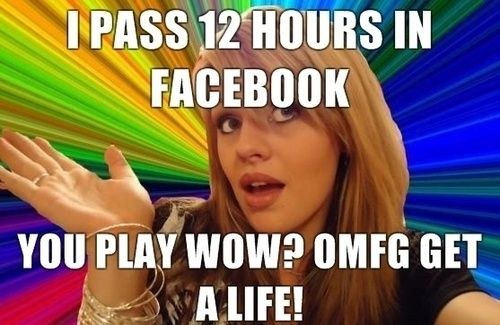 I PASS 12 HOURS IN
FACEBOOK
YOU PLAY WOW? OMFG GET
A LIFE!